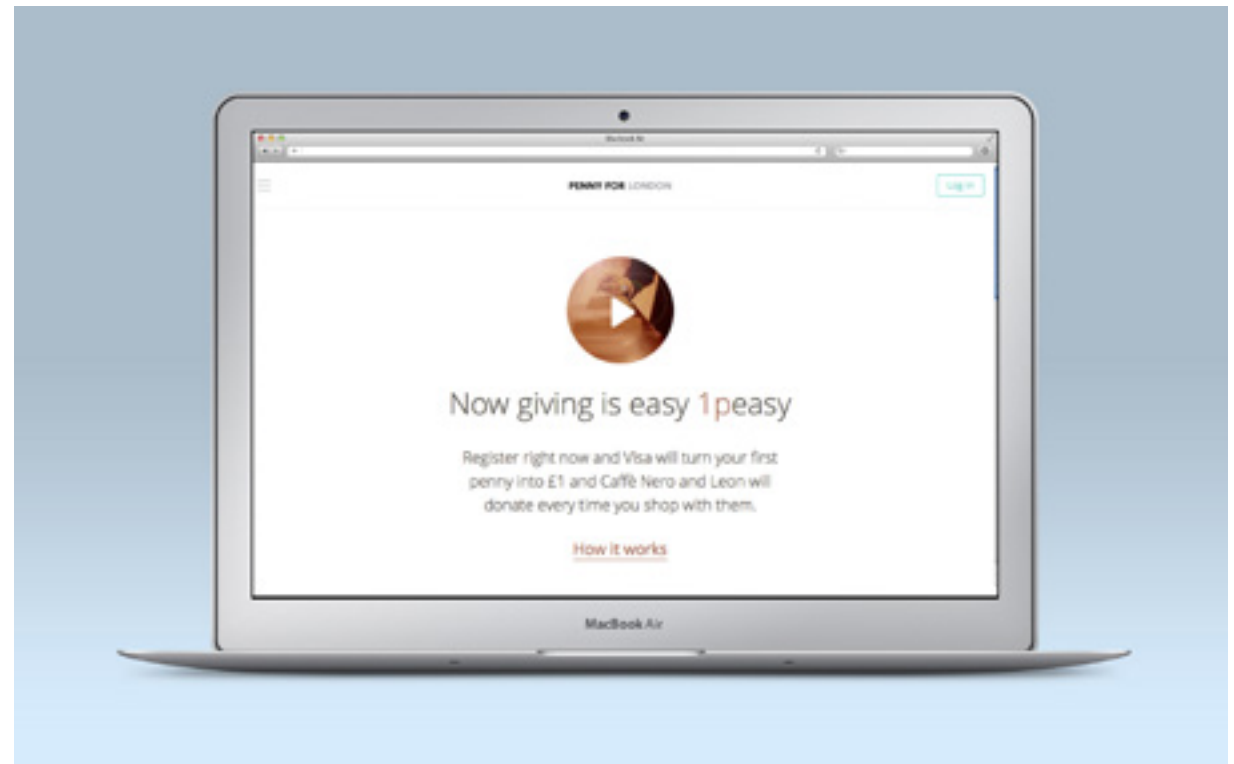 MacBook Air
PENNY FOR LONDON
Log in
Now giving is easy 1peasy
Register right now and Visa will turn your first
penny into £1 and Caffè Nero and Leon will
donate every time you shop with them.
How it works
MacBook Air